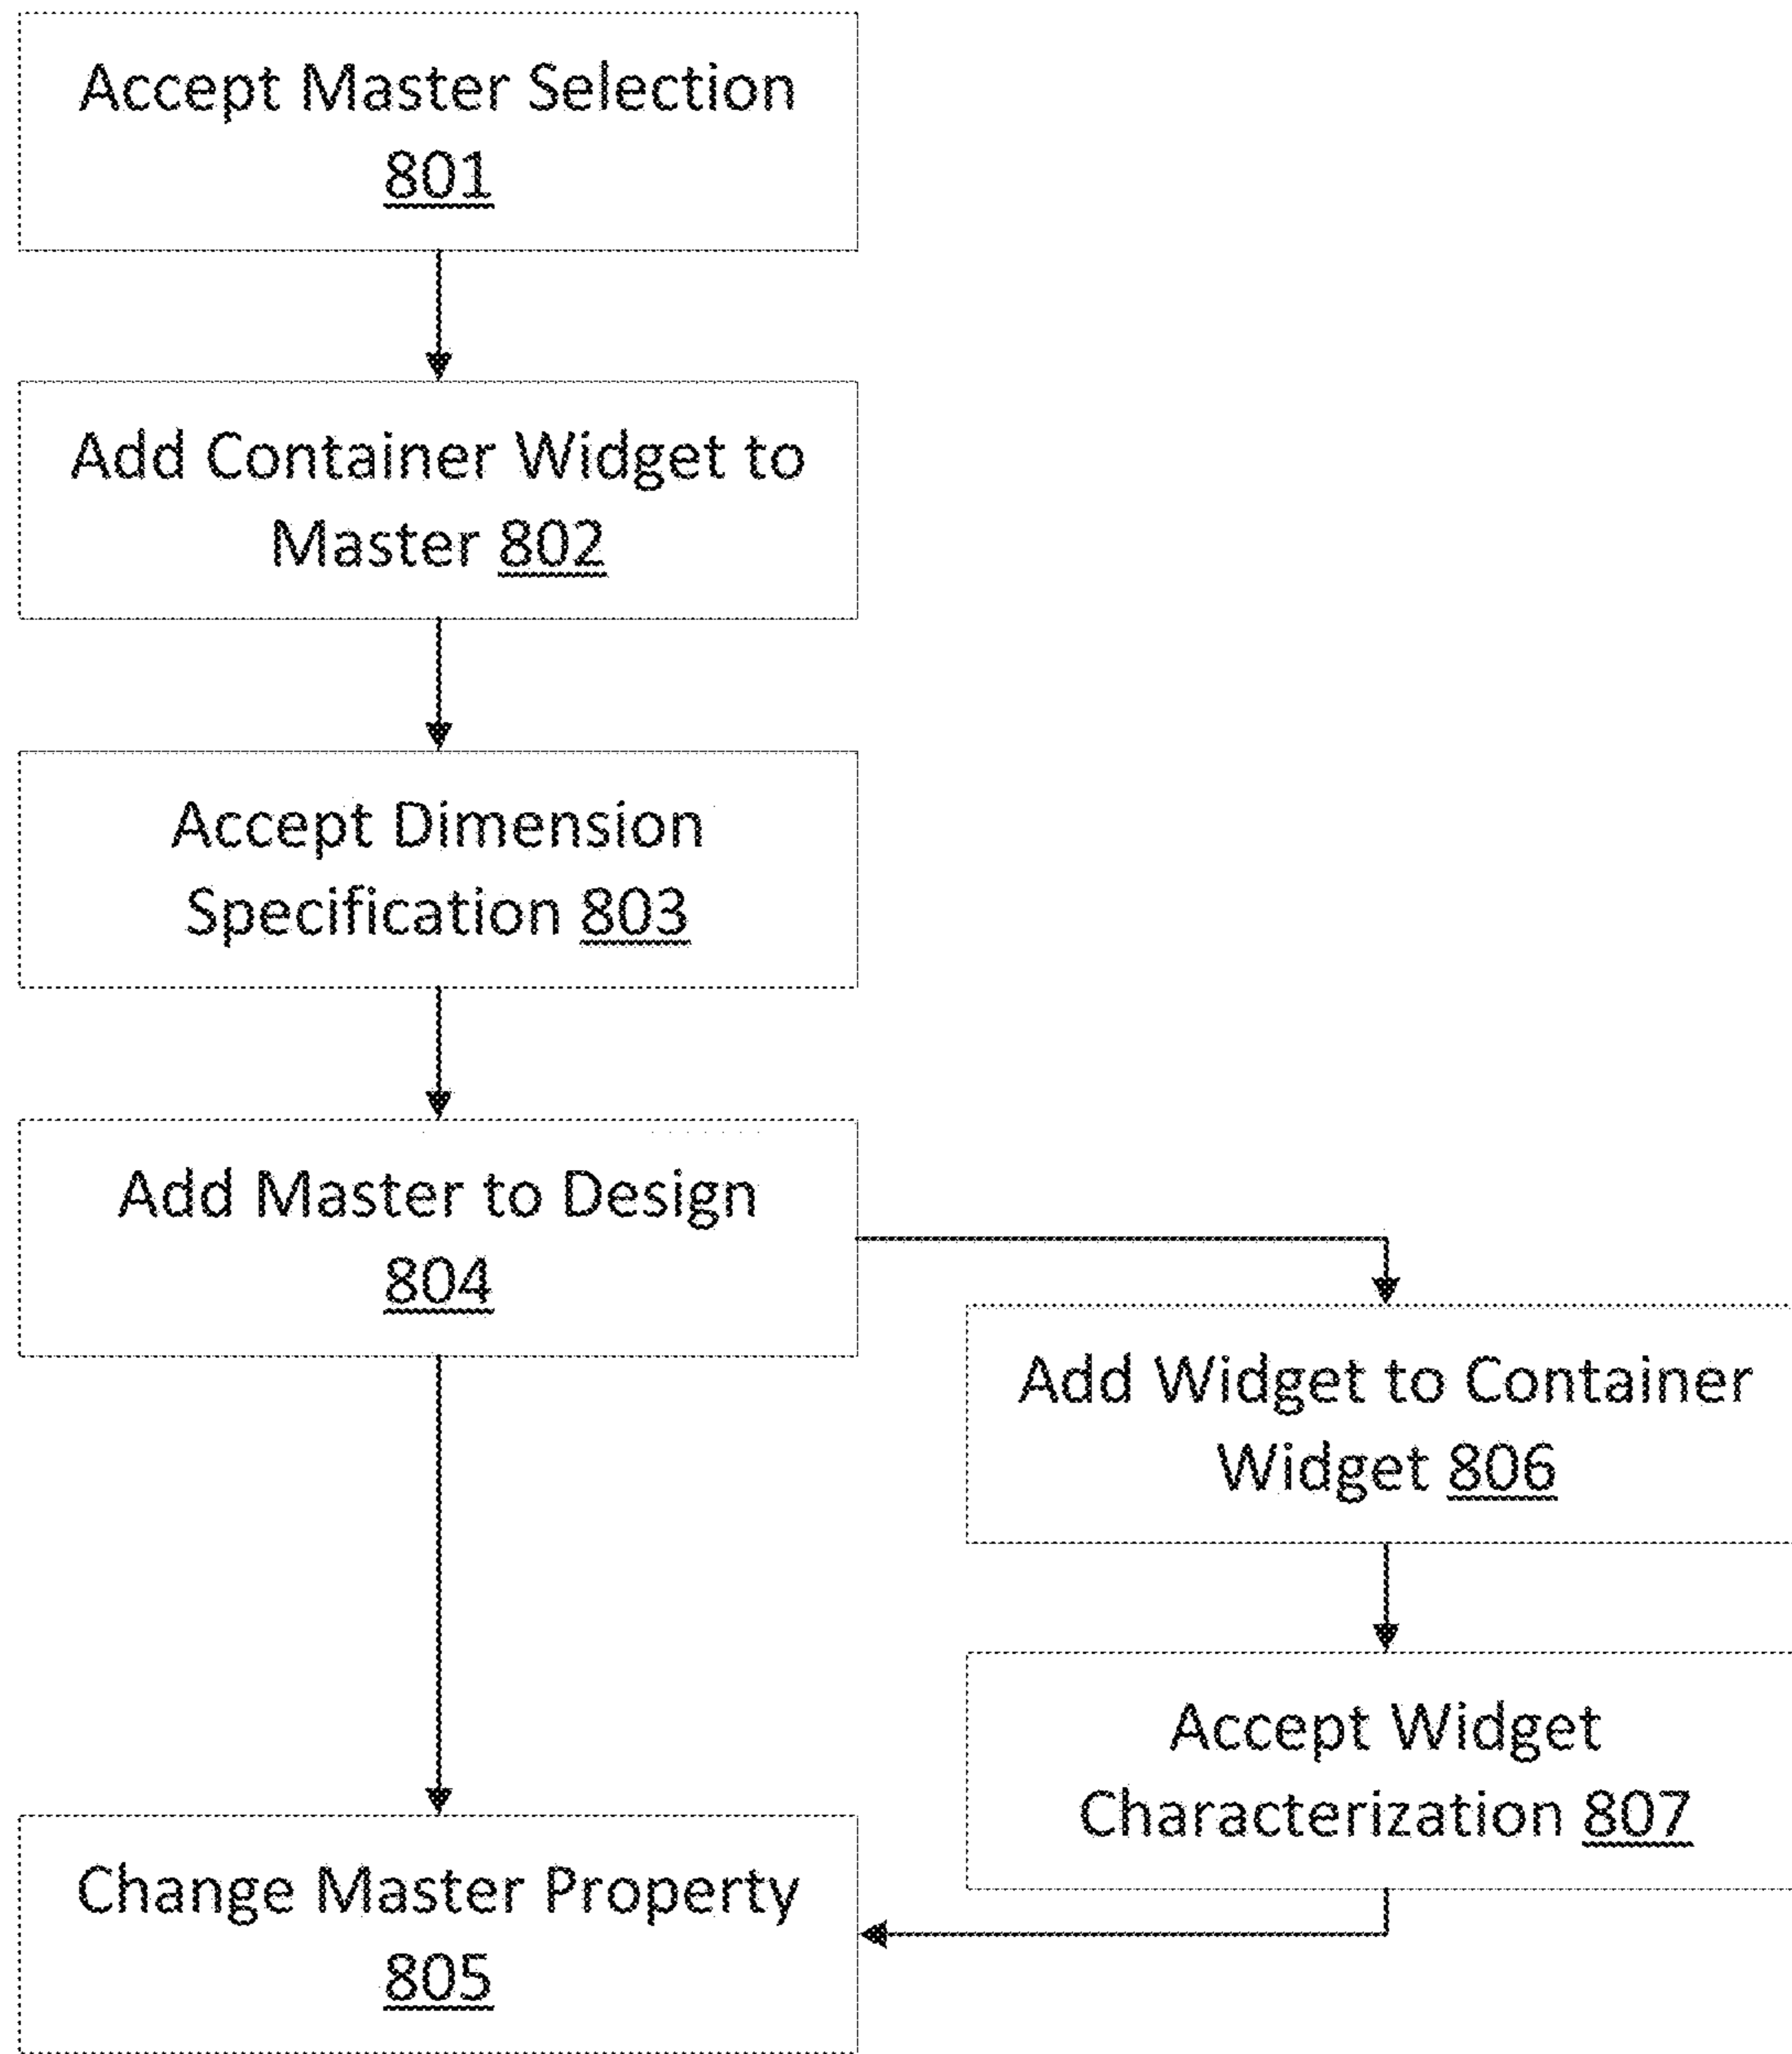 Accept Master Selection
801
Add Container Widget to
Master 802
Accept Dimension
Specification 803
Add Master to Design
804
Add Widget to Container
Widget 806
Accept Widget
Characterization 807
Change Master Property
805